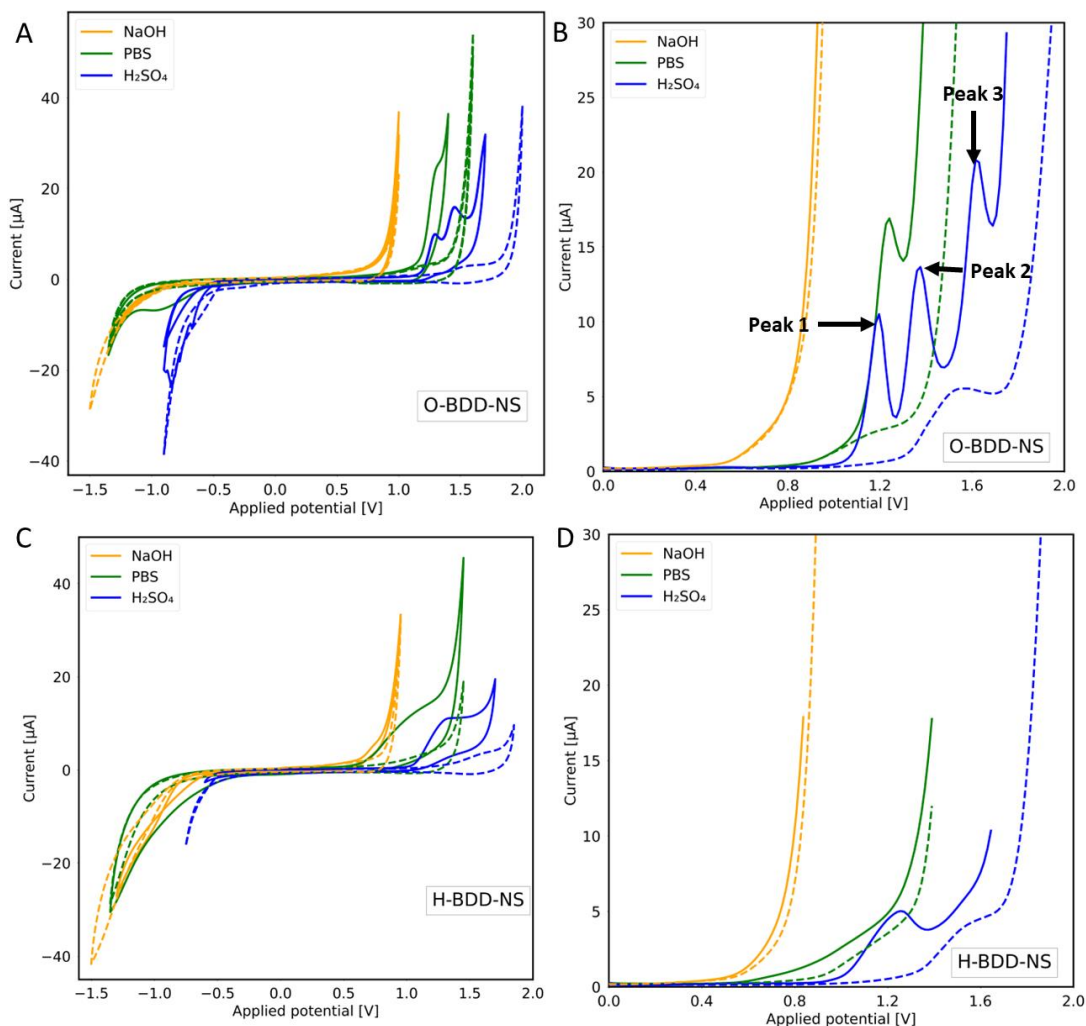 A
NaOH
PBS
H₂SO₄
Current [µA]
40
20
0
−20
−40
O-BDD-NS
−1.5 −1.0 −0.5 0.0 0.5 1.0 1.5 2.0
Applied potential [V]
B
NaOH
PBS
H₂SO₄
Current [µA]
30
25
20
15
10
5
0
Peak 3
Peak 2
Peak 1
O-BDD-NS
0.0 0.4 0.8 1.2 1.6 2.0
Applied potential [V]
C
NaOH
PBS
H₂SO₄
Current [µA]
40
20
0
−20
−40
H-BDD-NS
−1.5 −1.0 −0.5 0.0 0.5 1.0 1.5 2.0
Applied potential [V]
D
NaOH
PBS
H₂SO₄
Current [µA]
30
25
20
15
10
5
0
H-BDD-NS
0.0 0.4 0.8 1.2 1.6 2.0
Applied potential [V]